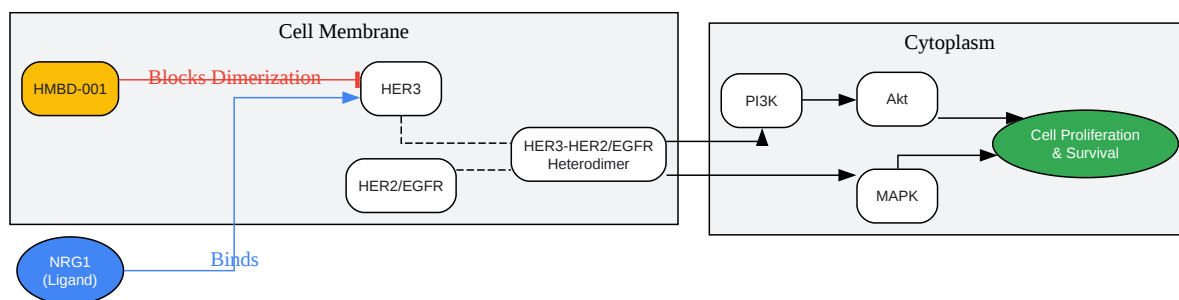 Cell Membrane
Cytoplasm
HMBD-001
Blocks Dimerization
HER3
PI3K
Akt
HER3-HER2/EGFR
Heterodimer
Cell Proliferation
& Survival
HER2/EGFR
MAPK
NRG1
(Ligand)
Binds